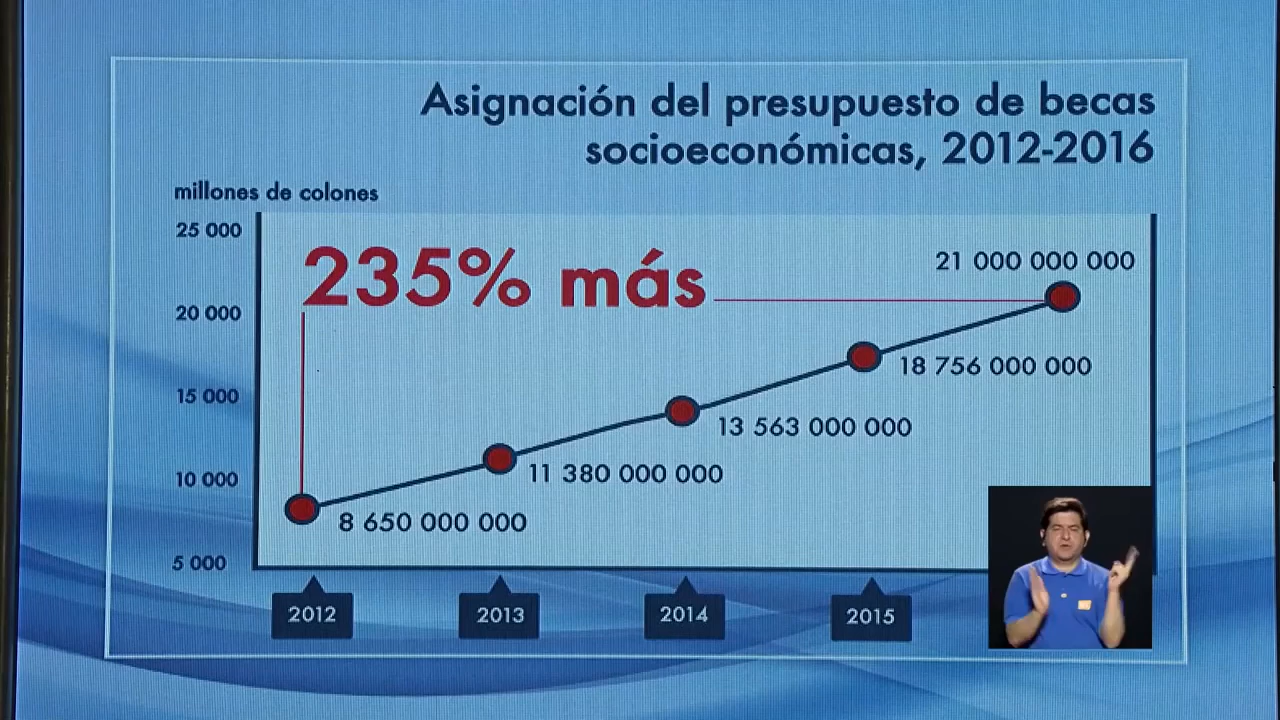 Asignación del presupuesto de becas
socioeconómicas, 2012-2016
millones de colones
25 000
235% más
21 000 000 000
20 000
18 756 000 000
15 000
13 563 000 000
11 380 000 000
10 000
8 650 000 000
5 000
2012
2013
2014
2015